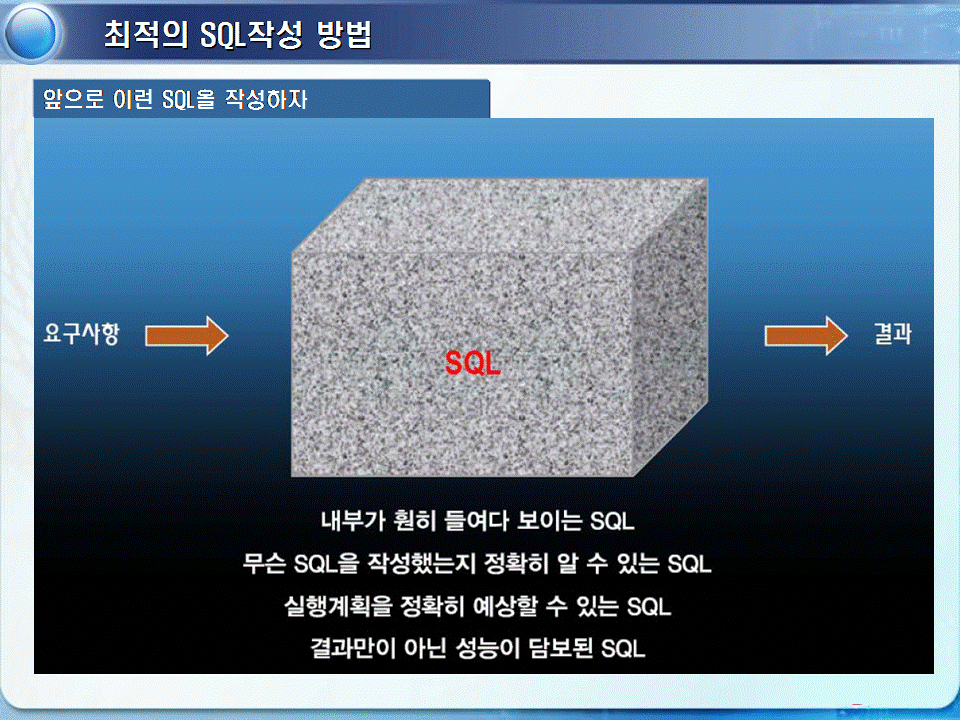 최적의 SQL작성 방법
앞으로 이런 SQL을 작성하자
요구사항
SQL
결과
내부가 훤히 들여다 보이는 SQL
무슨 SQL을 작성했는지 정확히 알 수 있는 SQL
실행계획을 정확히 예상할 수 있는 SQL
결과만이 아닌 성능이 담보된 SQL